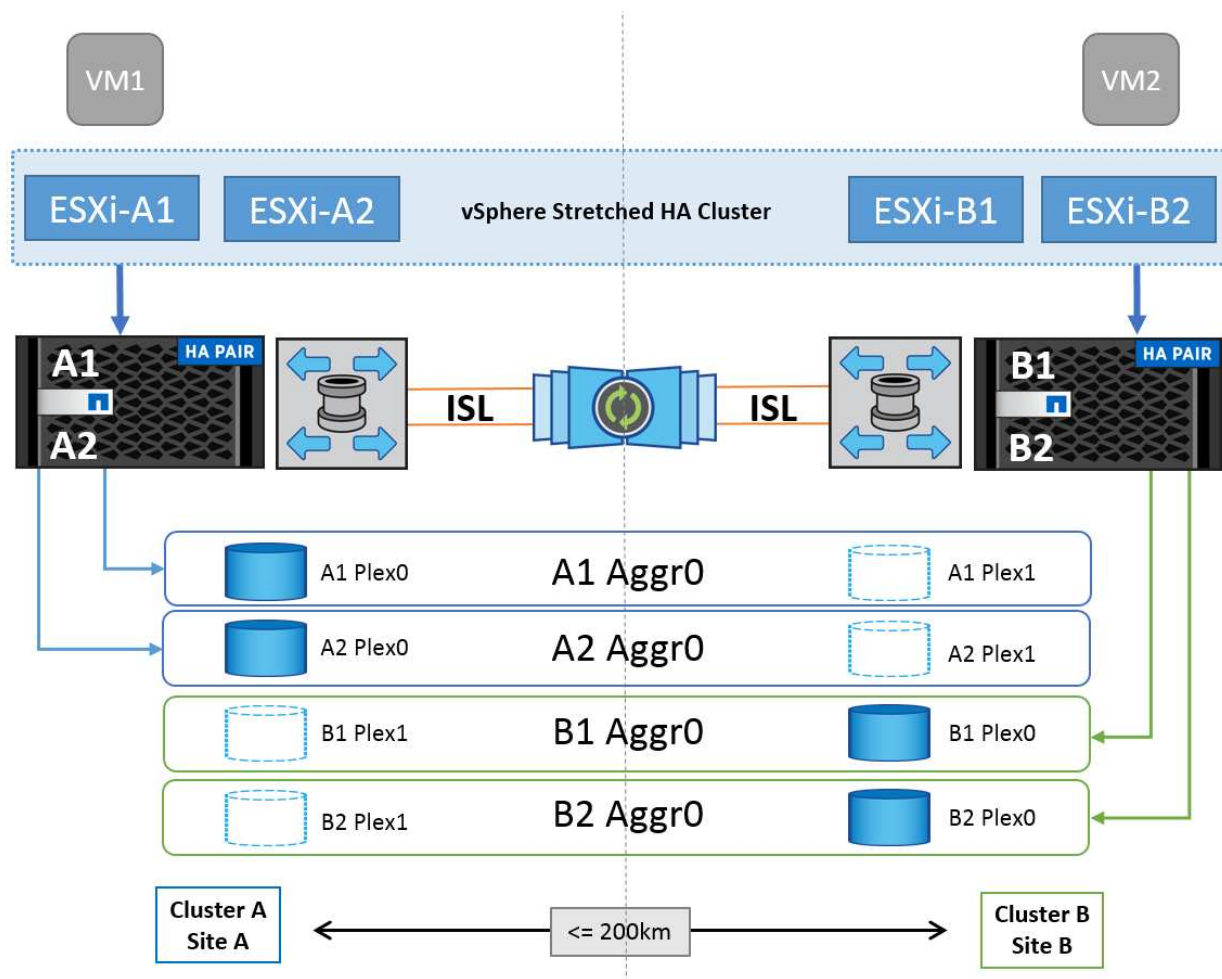 VM1
VM2
ESXi-A1
ESXi-A2
vSphere Stretched HA Cluster
ESXi-B1
ESXi-B2
A1
HA PAIR
A2
ISL
ISL
B1
HA PAIR
B2
A1 Plex0
A1 Aggr0
A1 Plex1
A2 Plex0
A2 Aggr0
A2 Plex1
B1 Plex1
B1 Aggr0
B1 Plex0
B2 Plex1
B2 Aggr0
B2 Plex0
Cluster A
Site A
<= 200km
Cluster B
Site B